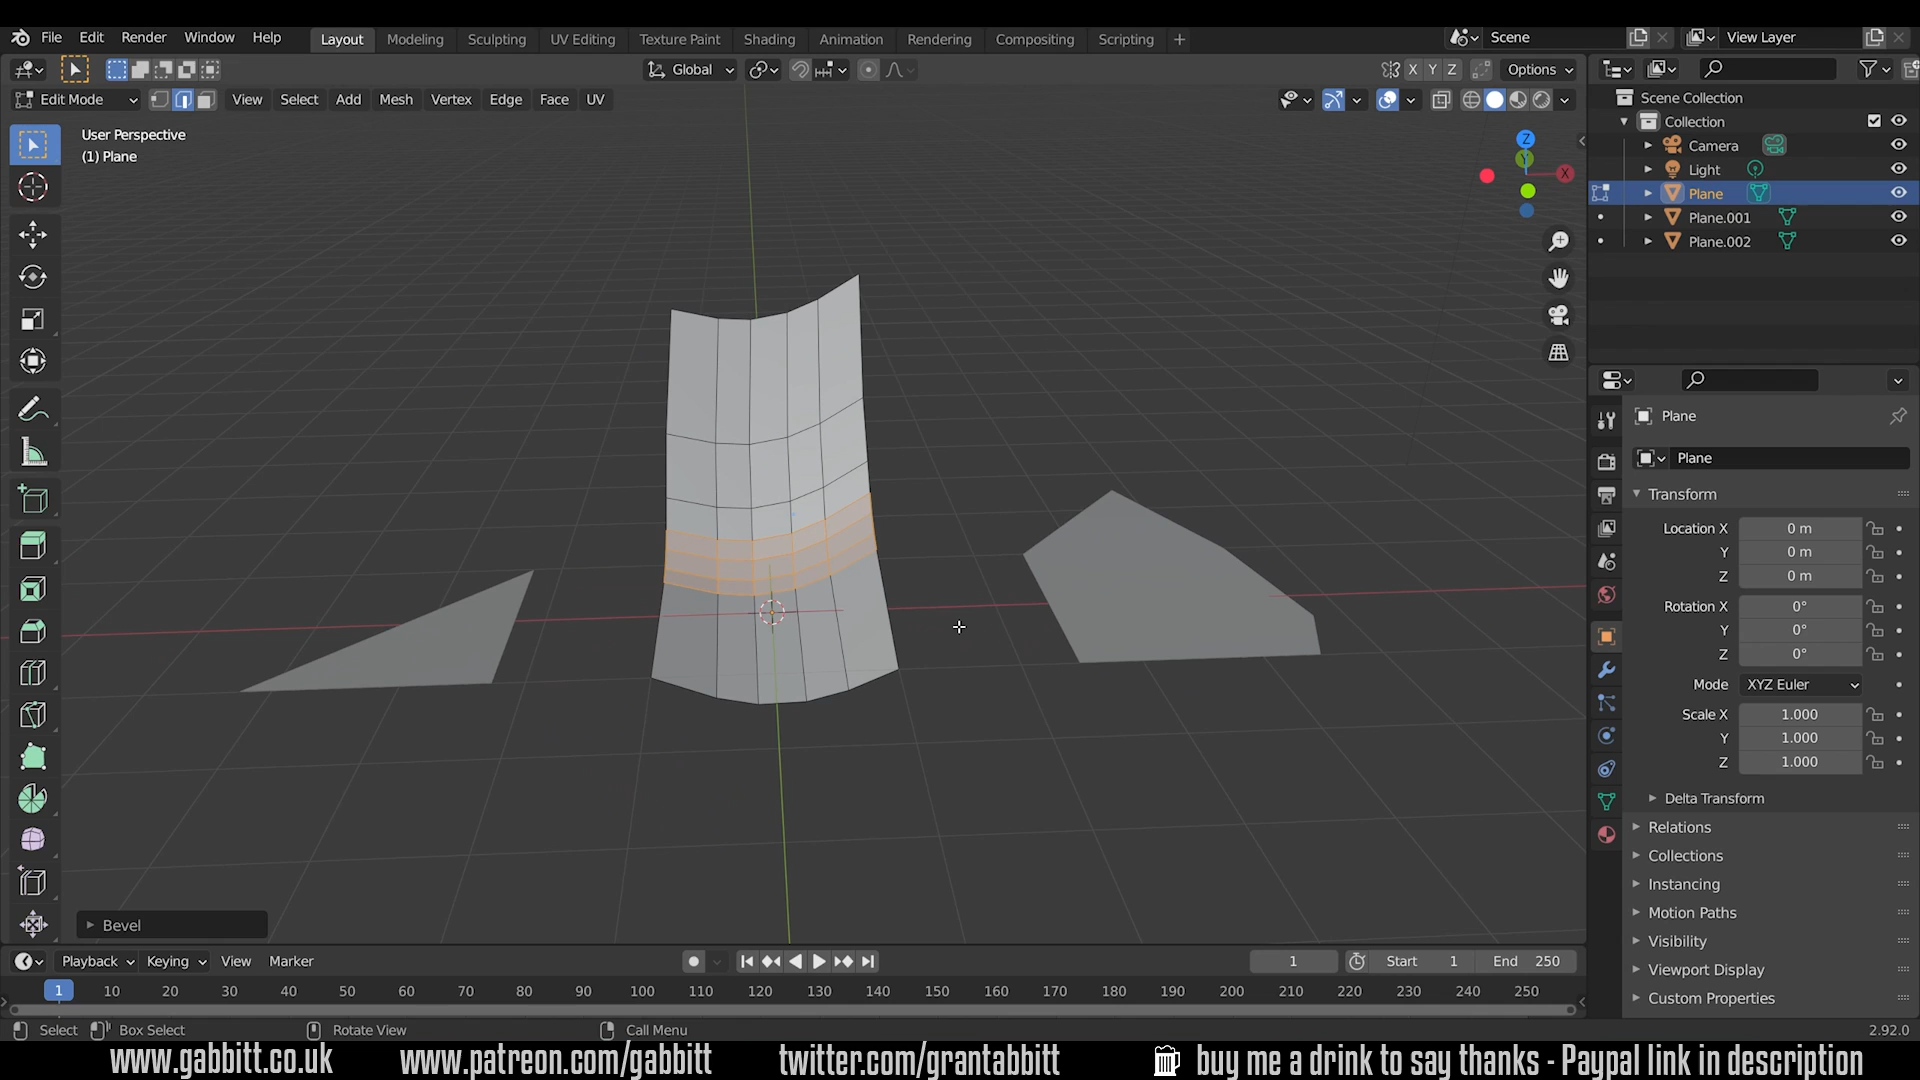 File Edit Render Window Help Layout Modeling Sculpting UV Editing Texture Paint Shading Animation Rendering Compositing Scripting + Scene View Layer
Global X Y Z Options
Edit Mode View Select Add Mesh Vertex Edge Face UV
User Perspective
(1) Plane
Z
Y
X
Scene Collection
Collection
Camera
Light
Plane
Plane.001
Plane.002
Plane
Plane
Transform
Location X 0 m
Y 0 m
Z 0 m
Rotation X 0°
Y 0°
Z 0°
Mode XYZ Euler
Scale X 1.000
Y 1.000
Z 1.000
Delta Transform
Relations
Collections
Instancing
Motion Paths
Visibility
Viewport Display
Custom Properties
Bevel
Playback Keying View Marker 1 Start 1 End 250
1 10 20 30 40 50 60 70 80 90 100 110 120 130 140 150 160 170 180 190 200 210 220 230 240 250
Select Box Select Rotate View Call Menu 2.92.0
www.gabbitt.co.uk www.patreon.com/gabbitt twitter.com/grantabbitt buy me a drink to say thanks - Paypal link in description